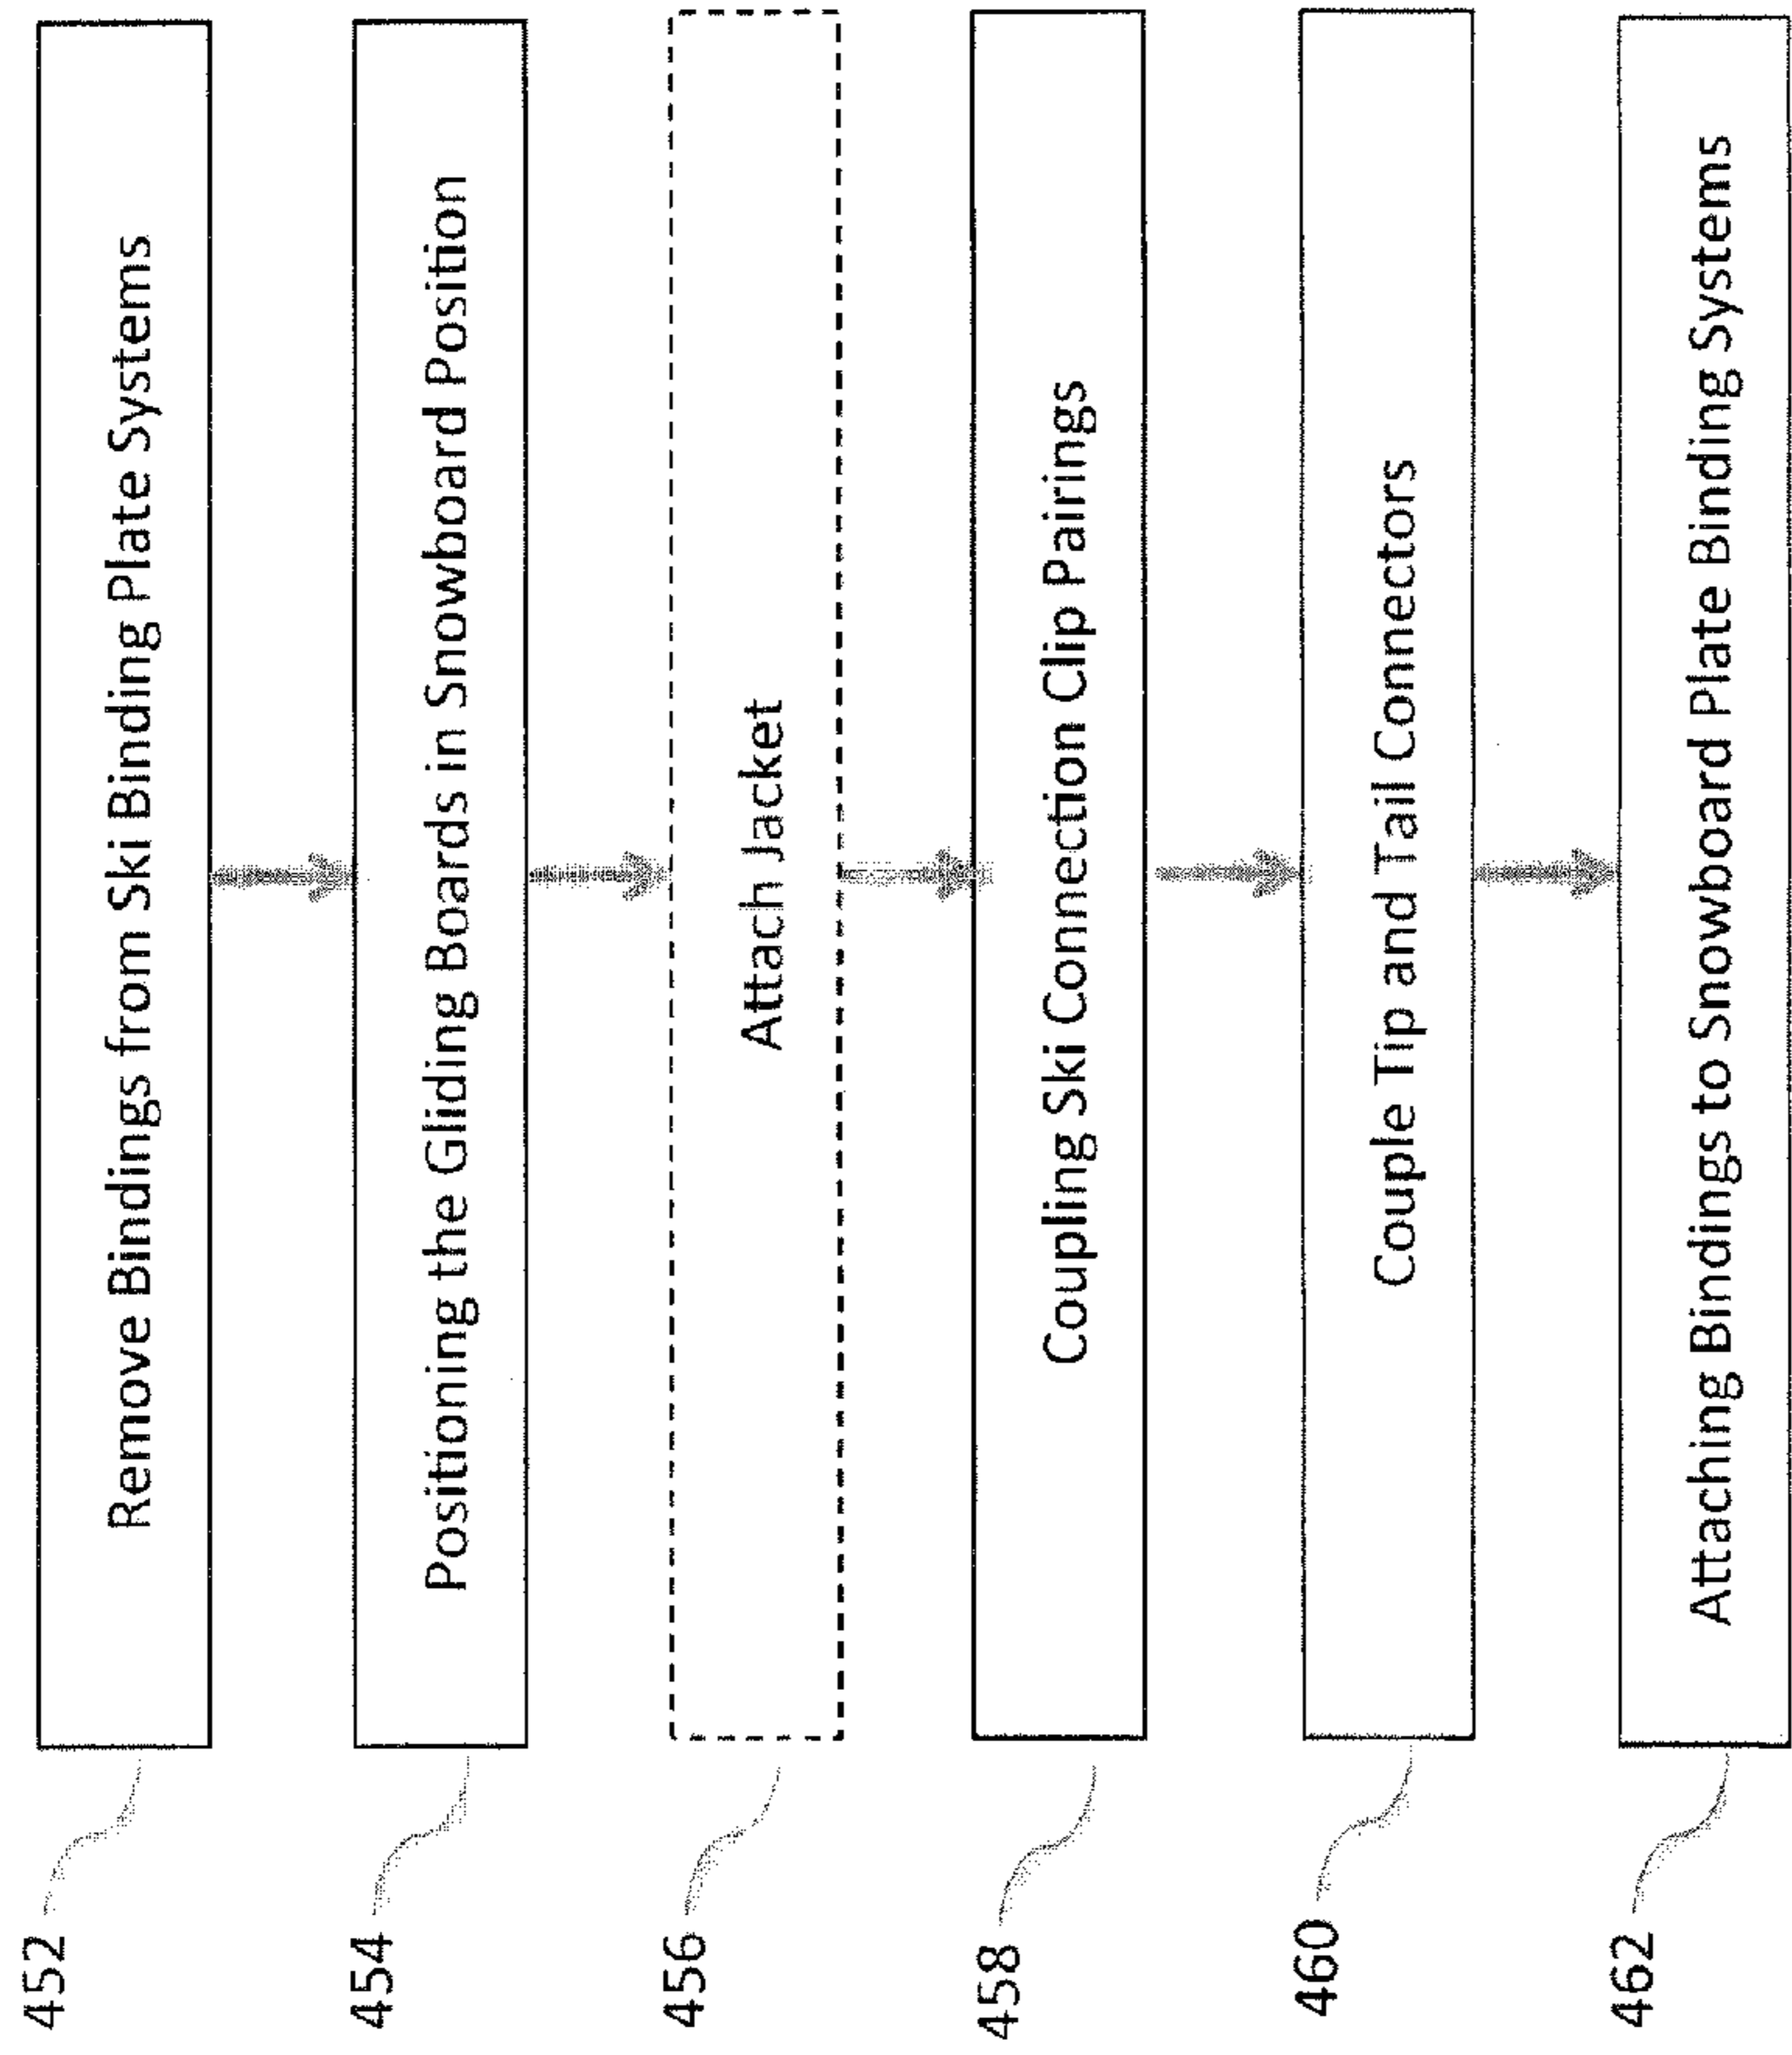 452
Remove Bindings from Ski Binding Plate Systems
454
Positioning the Gliding Boards in Snowboard Position
456
Attach Jacket
458
Coupling Ski Connection Clip Pairings
460
Couple Tip and Tail Connectors
462
Attaching Bindings to Snowboard Plate Binding Systems